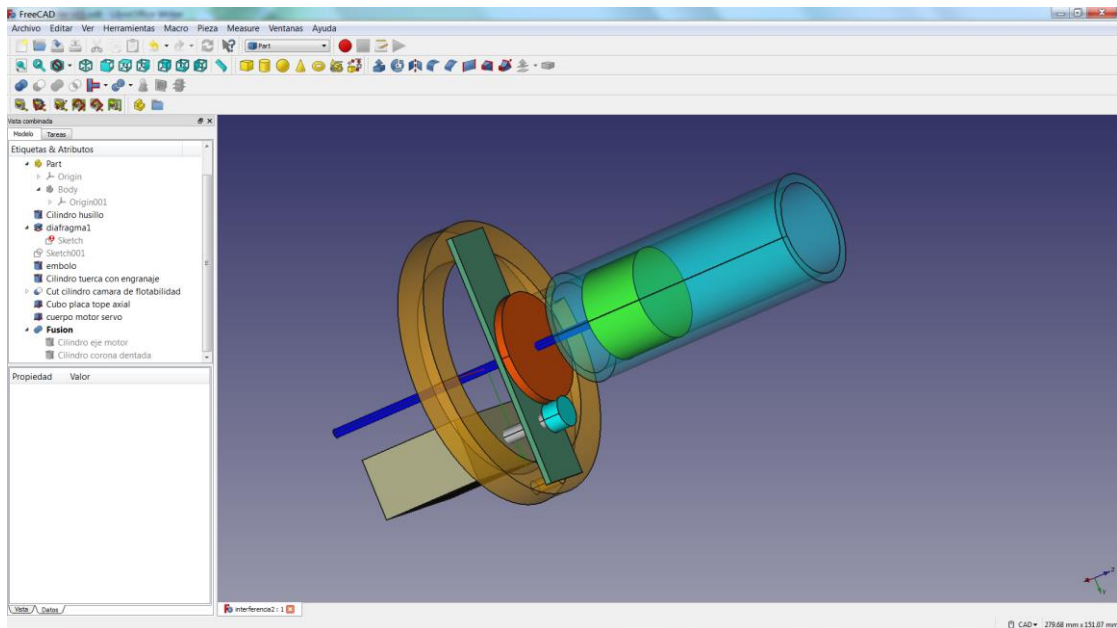 FreeCAD
Archivo Editar Ver Herramientas Macro Pieza Measure Ventanas Ayuda
Part
Vista combinada
Modelo Tareas
Etiquetas & Atributos
Part
Origin
Body
Origin001
Cilindro husillo
diafragma1
Sketch
Sketch001
embolo
Cilindro tuerca con engranaje
Cut cilindro camara de flotabilidad
Cubo placa tope axial
cuerpo motor servo
Fusion
Cilindro eje motor
Cilindro corona dentada
Propiedad Valor
Vista Datos
interferencia2 : 1
CAD 279.68 mm x 151.07 mm